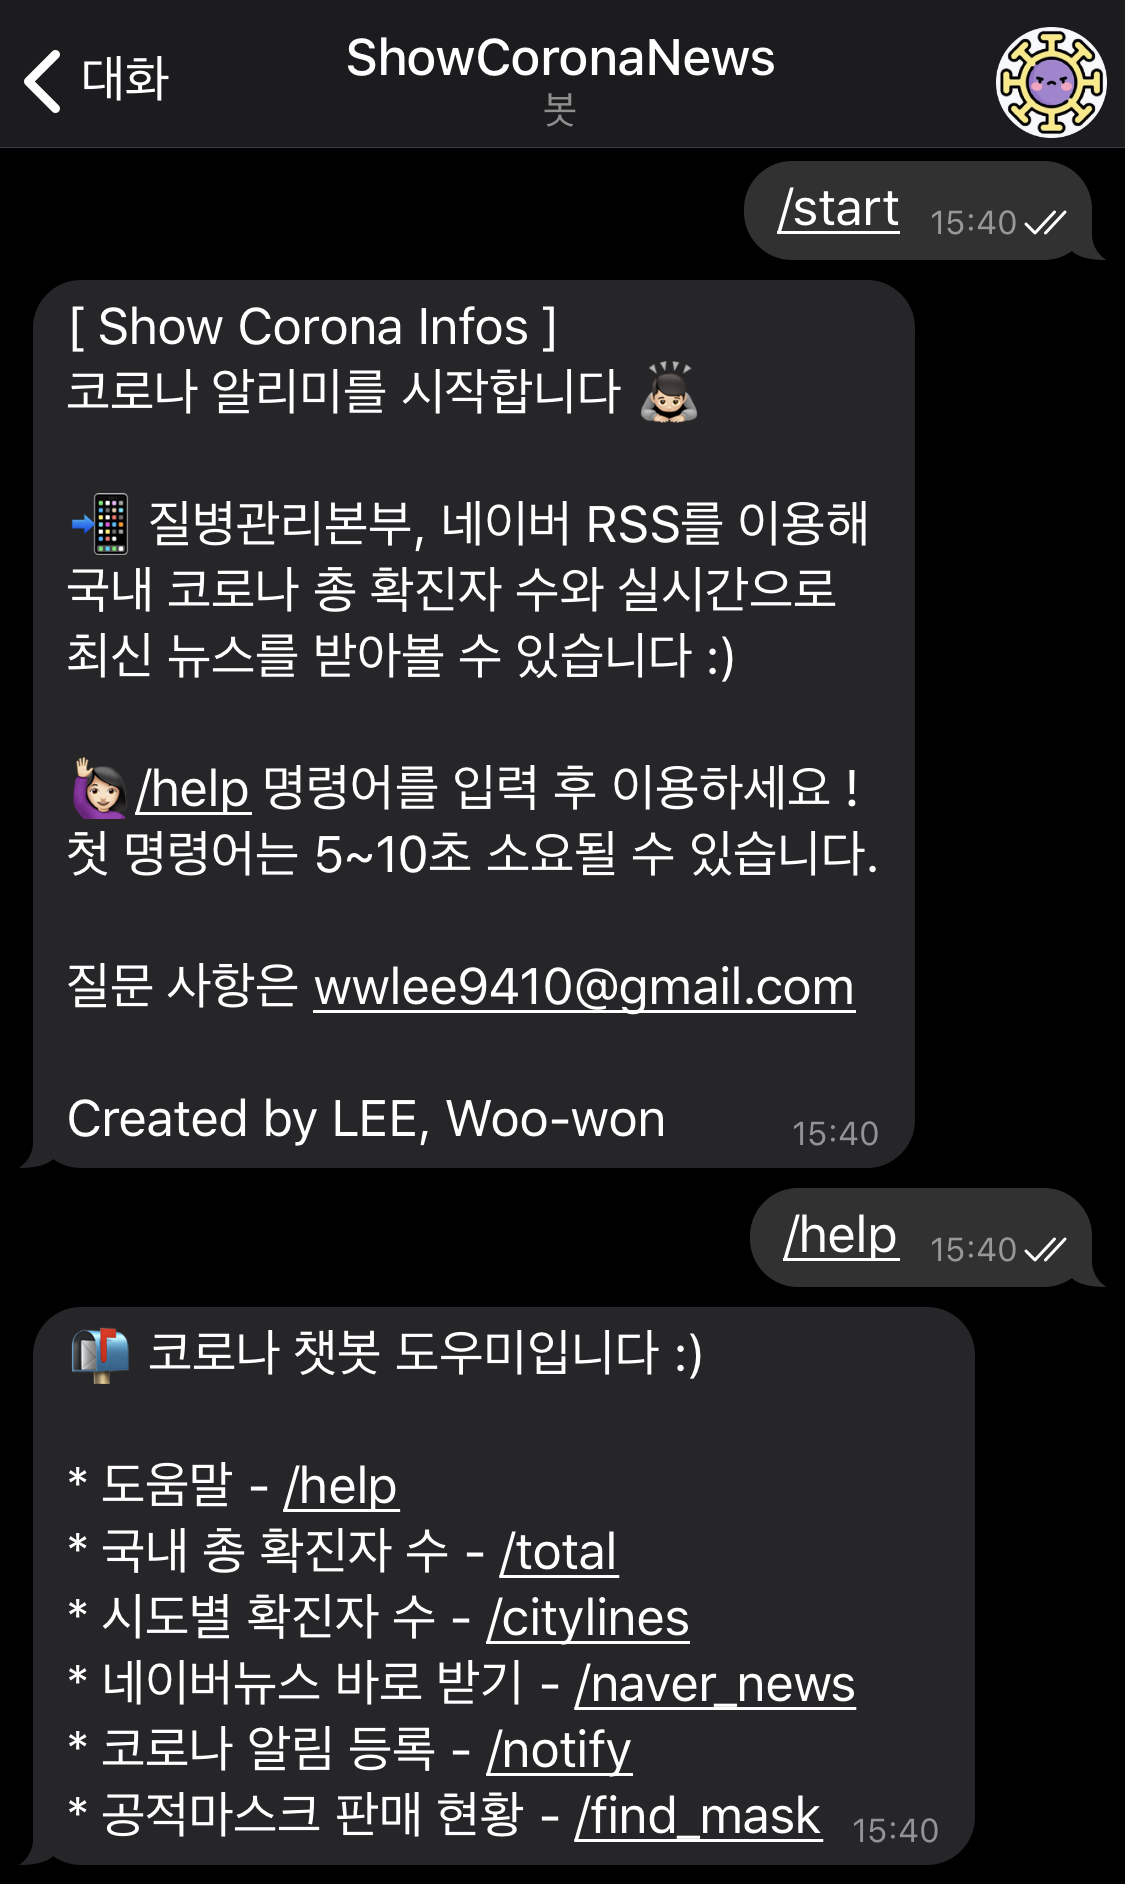 대화
ShowCoronaNews
봇
/start 15:40
[ Show Corona Infos ]
코로나 알리미를 시작합니다 🙇🏻‍♂️
📲 질병관리본부, 네이버 RSS를 이용해
국내 코로나 총 확진자 수와 실시간으로
최신 뉴스를 받아볼 수 있습니다 :)
🙋🏻‍♀️/help 명령어를 입력 후 이용하세요 !
첫 명령어는 5~10초 소요될 수 있습니다.
질문 사항은 wwlee9410@gmail.com
Created by LEE, Woo-won 15:40
/help 15:40
📬 코로나 챗봇 도우미입니다 :)
* 도움말 - /help
* 국내 총 확진자 수 - /total
* 시도별 확진자 수 - /citylines
* 네이버뉴스 바로 받기 - /naver_news
* 코로나 알림 등록 - /notify
* 공적마스크 판매 현황 - /find_mask 15:40